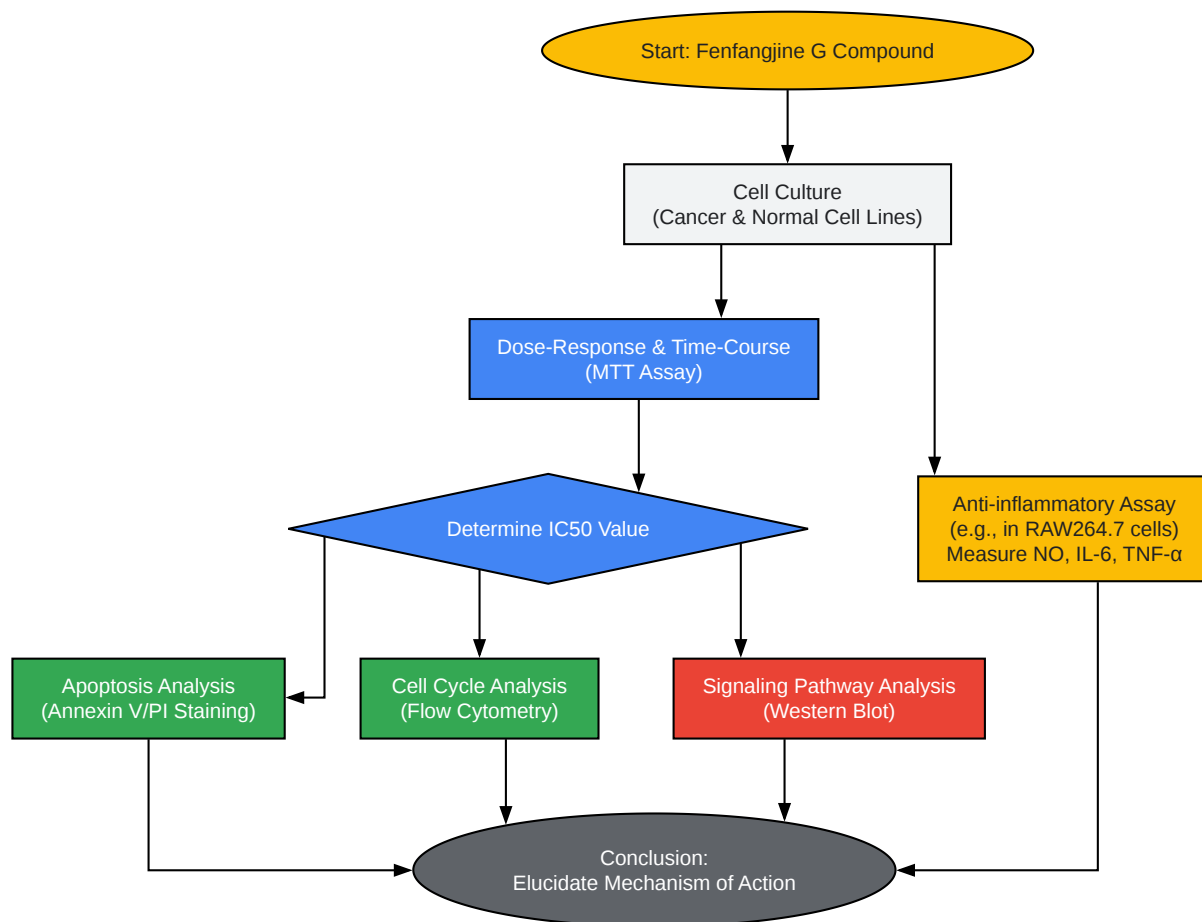 Start: Fenfangjine G Compound
Cell Culture
(Cancer & Normal Cell Lines)
Dose-Response & Time-Course
(MTT Assay)
Determine IC50 Value
Anti-inflammatory Assay
(e.g., in RAW264.7 cells)
Measure NO, IL-6, TNF-α
Apoptosis Analysis
(Annexin V/PI Staining)
Cell Cycle Analysis
(Flow Cytometry)
Signaling Pathway Analysis
(Western Blot)
Conclusion:
Elucidate Mechanism of Action